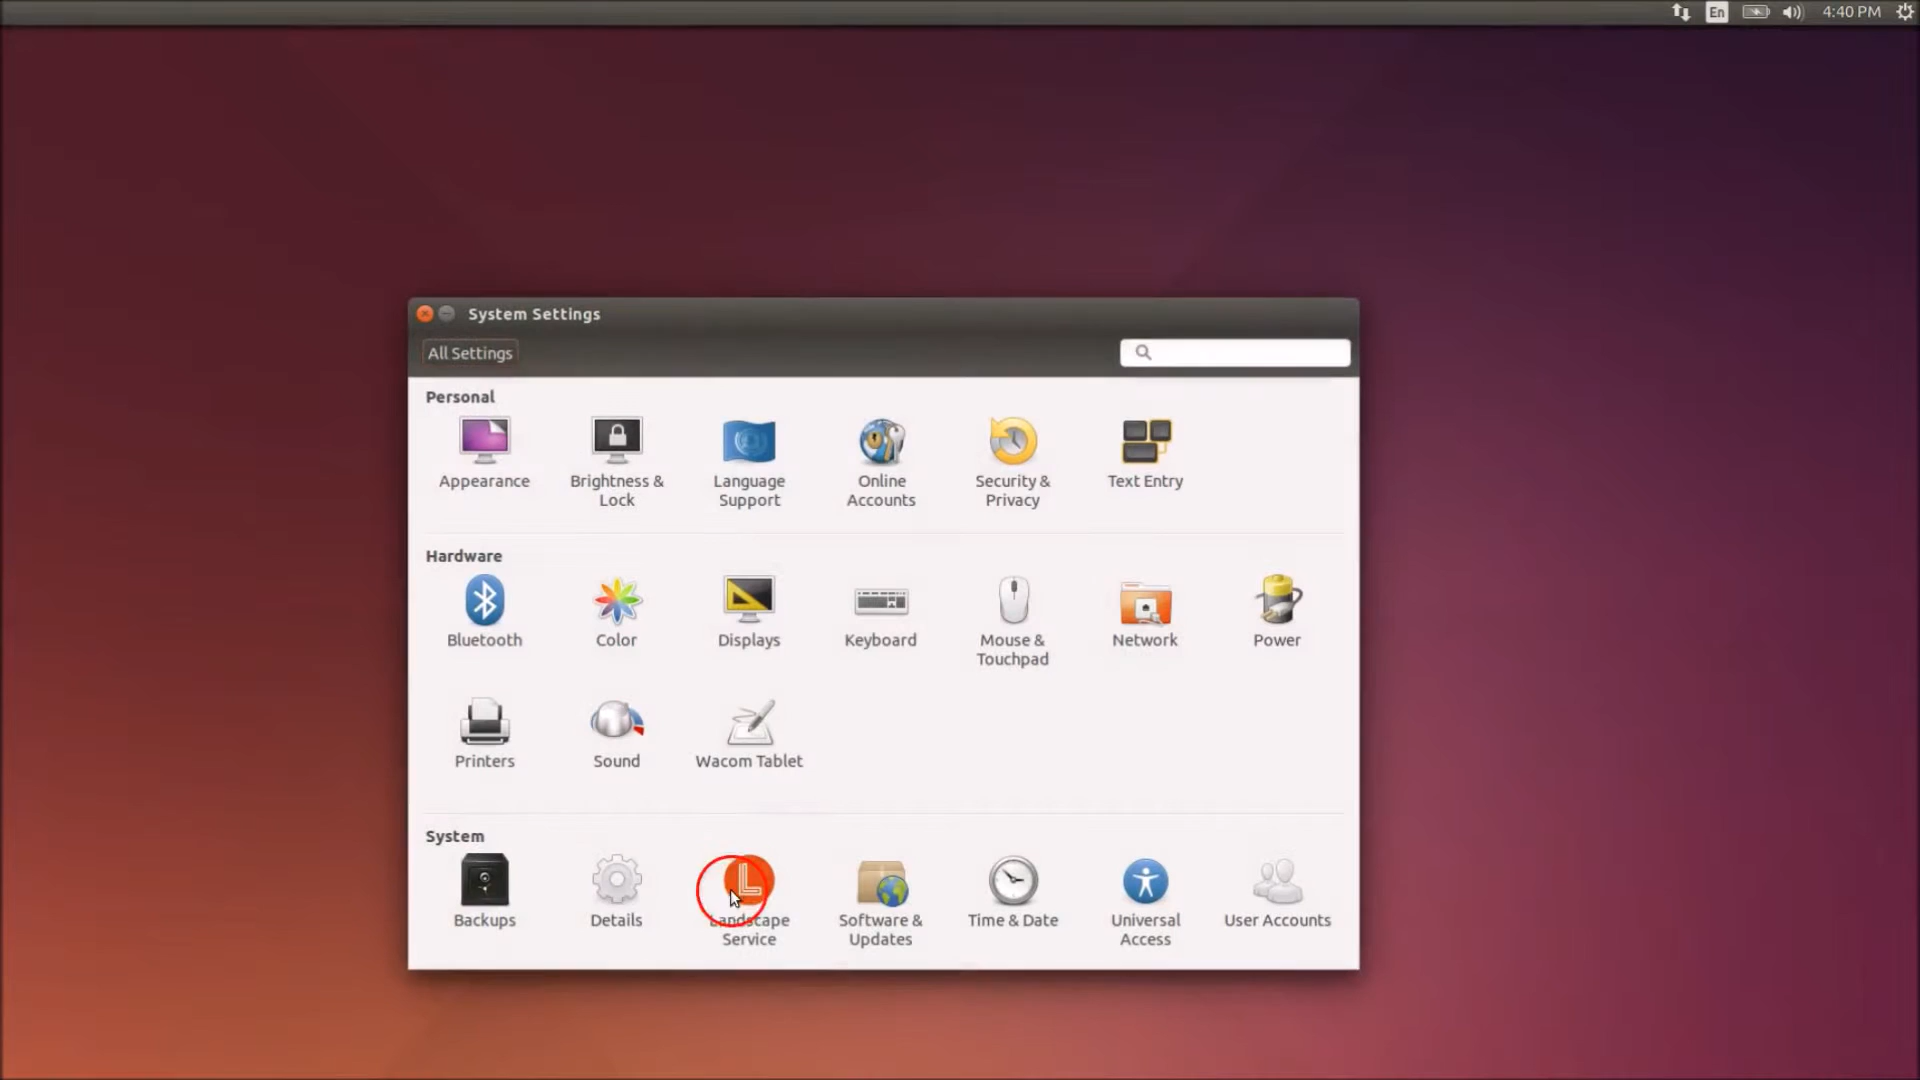 En 4:40 PM
System Settings
All Settings
Personal
Appearance
Brightness &
Lock
Language
Support
Online
Accounts
Security &
Privacy
Text Entry
Hardware
Bluetooth
Color
Displays
Keyboard
Mouse &
Touchpad
Network
Power
Printers
Sound
Wacom Tablet
System
Backups
Details
Landscape
Service
Software &
Updates
Time & Date
Universal
Access
User Accounts